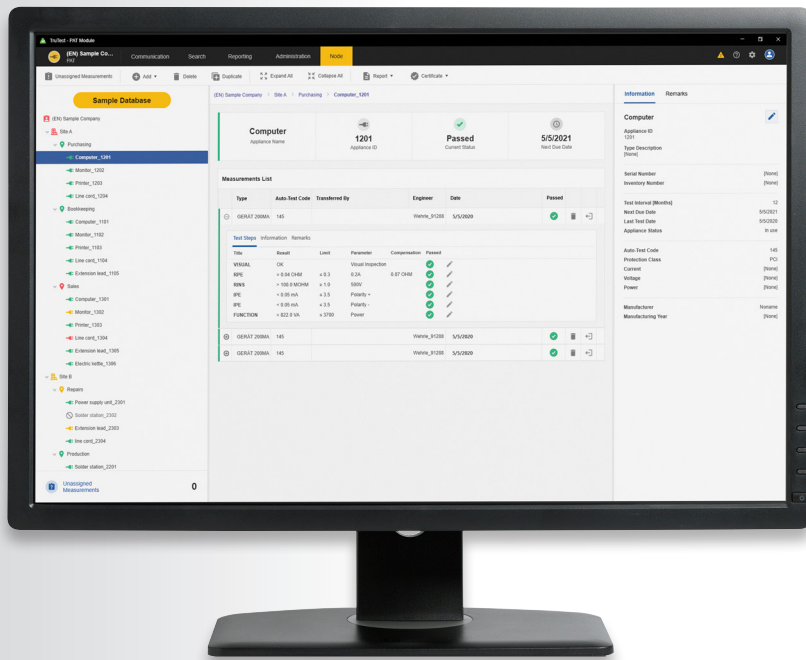 TruTest - PAT Module
(EN) Sample Co...
PAT
Communication Search Reporting Administration Node
Unassigned Measurements Add Delete Duplicate Expand All Collapse All Report Certificate
Sample Database
(EN) Sample Company
Site A
Purchasing
Computer_1201
Monitor_1202
Printer_1203
Line cord_1204
Bookkeeping
Computer_1101
Monitor_1102
Printer_1103
Line cord_1104
Extension lead_1105
Sales
Computer_1301
Monitor_1302
Printer_1303
Line cord_1304
Extension lead_1305
Electric kettle_1306
Site B
Repairs
Power supply unit_2301
Solder station_2302
Extension lead_2303
line cord_2304
Production
Solder station_2201
Unassigned
Measurements 0
(EN) Sample Company Site A Purchasing Computer_1201
Computer
Appliance Name
1201
Appliance ID
Passed
Current Status
5/5/2021
Next Due Date
Measurements List
Type Auto-Test Code Transferred By Engineer Date Passed
GERÄT 200MA 145 Wehrle_91288 5/5/2020
Test Steps Information Remarks
Title Result Limit Parameter Compensation Passed
VISUAL OK Visual Inspection
RPE = 0.04 OHM ≤ 0.3 0.2A 0.07 OHM
RINS > 100.0 MOHM ≥ 1.0 500V
IPE = 0.05 mA ≤ 3.5 Polarity +
IPE = 0.05 mA ≤ 3.5 Polarity -
FUNCTION = 822.0 VA ≤ 3700 Power
GERÄT 200MA 145 Wehrle_91288 5/5/2020
GERÄT 200MA 145 Wehrle_91288 5/5/2020
Information Remarks
Computer
Appliance ID
1201
Type Description
[None]
Serial Number [None]
Inventory Number [None]
Test Interval [Months] 12
Next Due Date 5/5/2021
Last Test Date 5/5/2020
Appliance Status In use
Auto-Test Code 145
Protection Class PCI
Current [None]
Voltage [None]
Power [None]
Manufacturer Noname
Manufacturing Year [None]